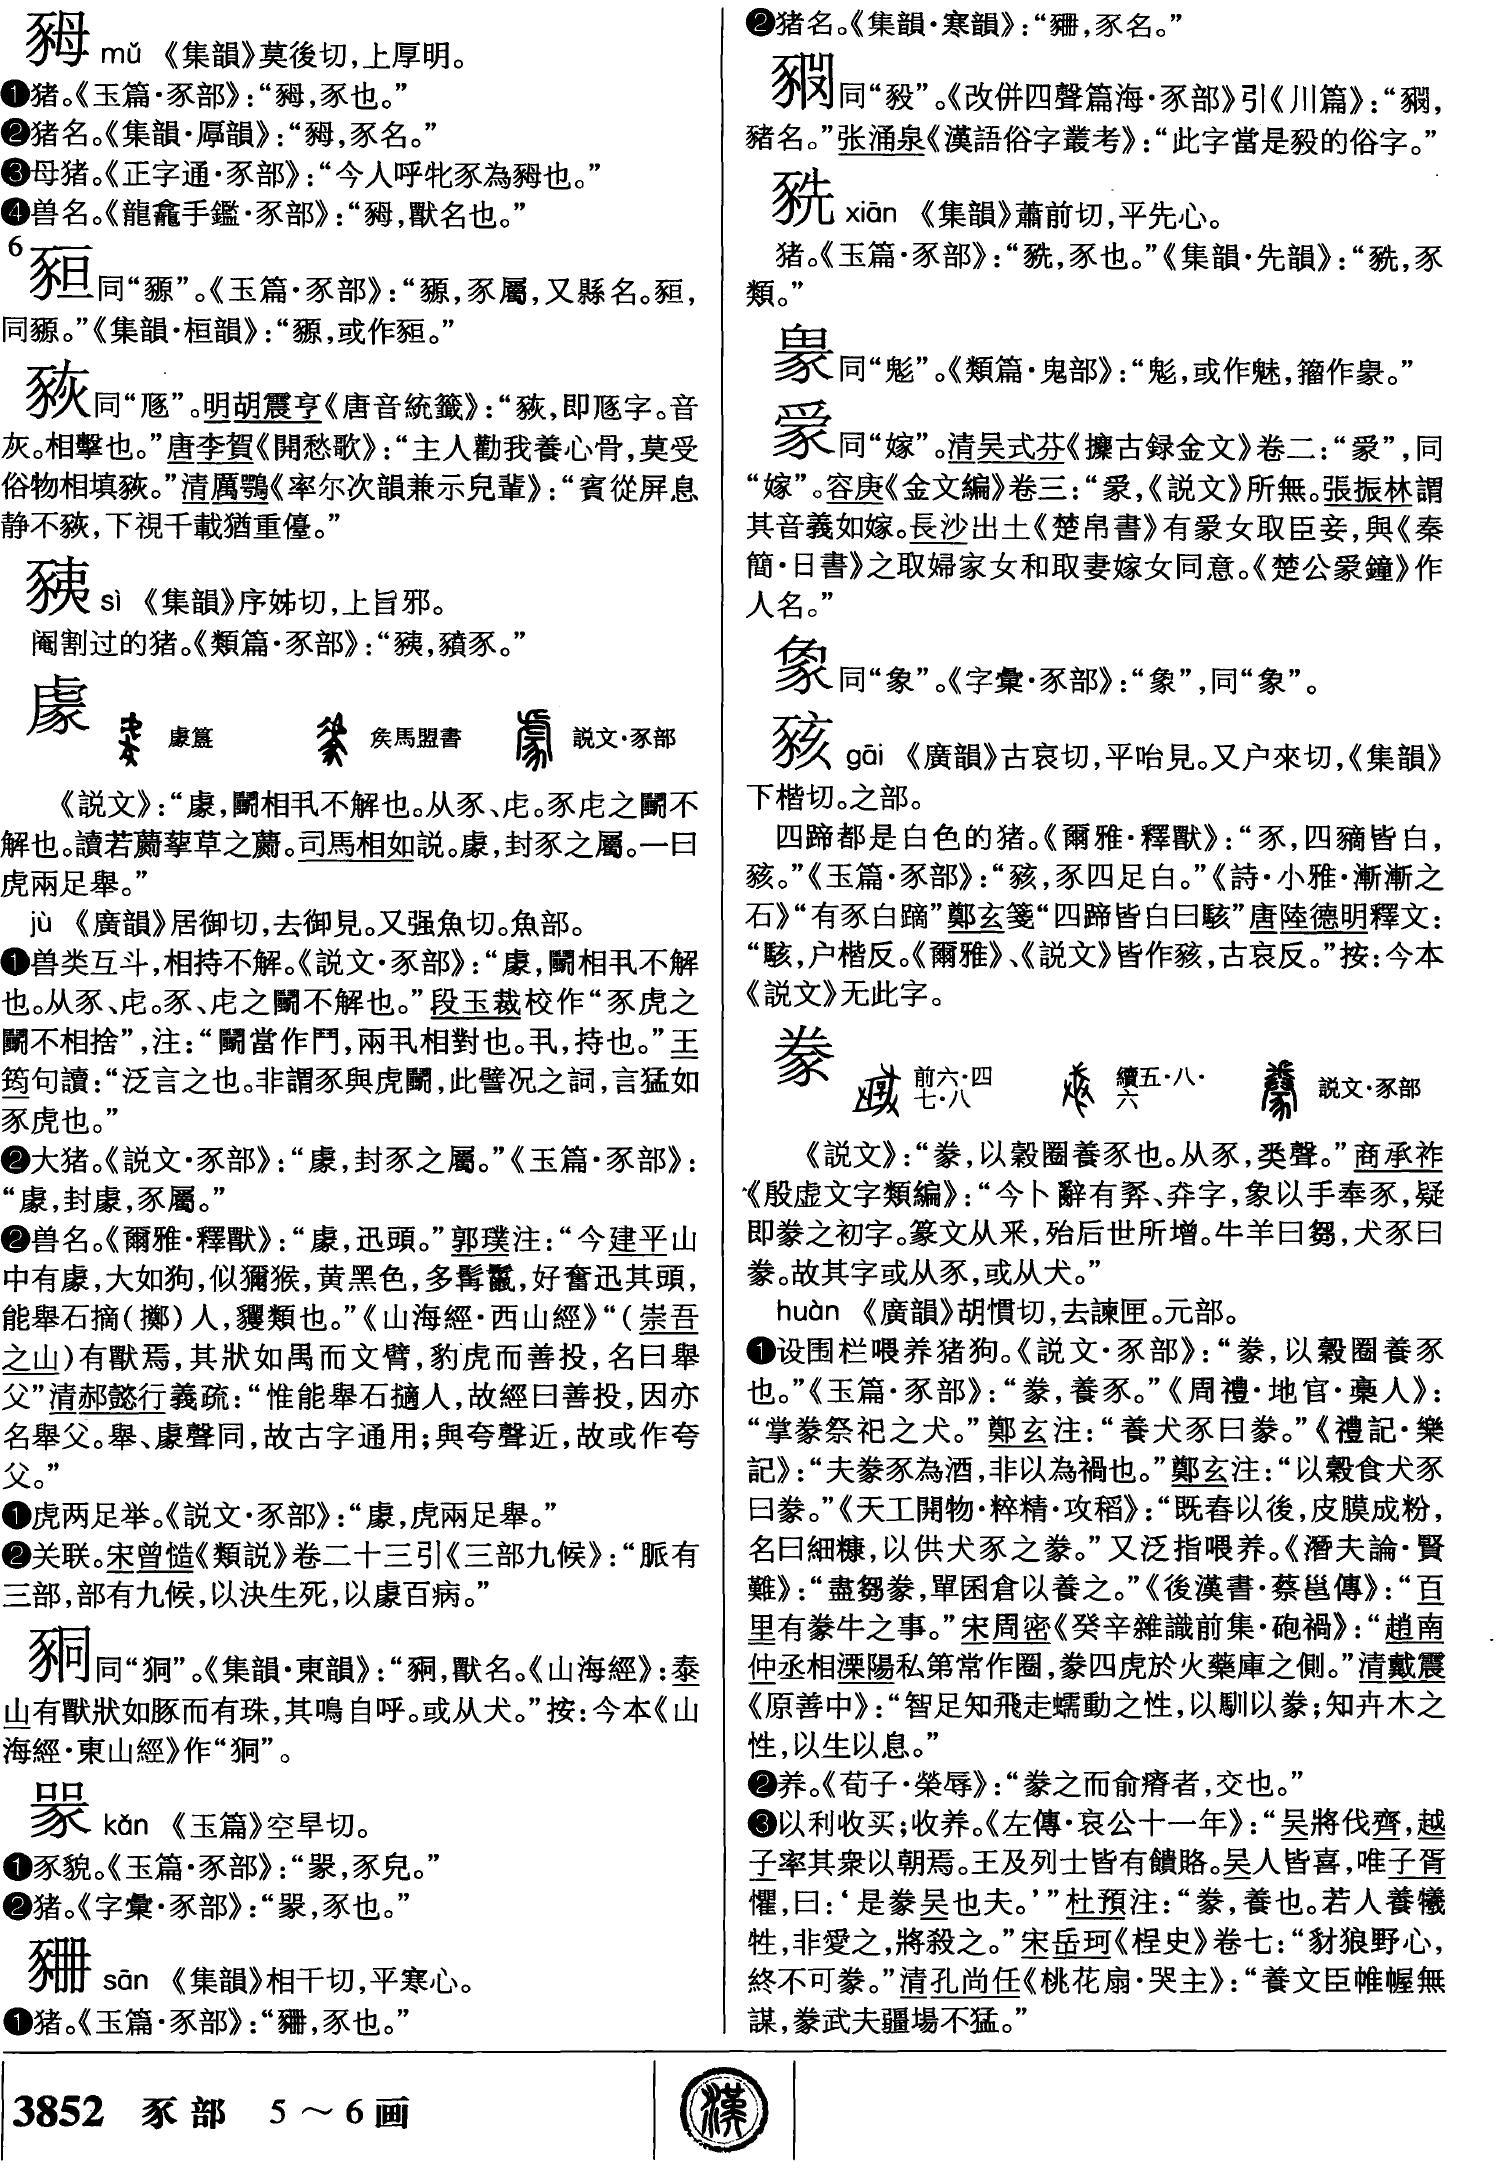 𧰷 mǔ 《集韻》莫後切，上厚明。
❶猪。《玉篇·豕部》：“𧰷，豕也。”
❷猪名。《集韻·厚韻》：“𧰷，豕名。”
❸母猪。《正字通·豕部》：“今人呼牝豕為𧰷也。”
❹兽名。《龍龕手鑑·豕部》：“𧰷，獸名也。”
6
豲同“豲”。《玉篇·豕部》：“豲，豕屬，又縣名。狟，
同豲。”《集韻·桓韻》：“豲，或作狟。”
豥同“豗”。明胡震亨《唐音統籤》：“，即豗字。音
灰。相擊也。”唐李賀《開愁歌》：“主人勸我養心骨，莫受
俗物相填。”清厲鶚《率尔次韻兼示兒輩》：“賓從屏息
静不，下視千載猶重儓。”
sì 《集韻》序姊切，上旨邪。
阉割过的猪。《類篇·豕部》：“，豶豕。”
豦 豦簋 矦馬盟書 説文·豕部
《説文》：“豦，鬭相丮不解也。从豕、虍。豕虍之鬭不
解也。讀若蘮蒘草之蘮。司馬相如説。豦，封豕之屬。一曰
虎兩足舉。”
jù 《廣韻》居御切，去御見。又强魚切。魚部。
❶兽类互斗，相持不解。《説文·豕部》：“豦，鬭相丮不解
也。从豕、虍。豕、虍之鬭不解也。”段玉裁校作“豕虎之
鬭不相捨”，注：“鬭當作鬥，兩丮相對也。丮，持也。”王
筠句讀：“泛言之也。非謂豕與虎鬭，此譬况之詞，言猛如
豕虎也。”
❷大猪。《説文·豕部》：“豦，封豕之屬。”《玉篇·豕部》：
“豦，封豦，豕屬。”
❷兽名。《爾雅·釋獸》：“豦，迅頭。”郭璞注：“今建平山
中有豦，大如狗，似獼猴，黄黑色，多髯鬛，好奮迅其頭，
能舉石擿（擲）人，玃類也。”《山海經·西山經》“（崇吾
之山）有獸焉，其狀如禺而文臂，豹虎而善投，名曰舉
父”清郝懿行義疏：“惟能舉石擿人，故經曰善投，因亦
名舉父。舉、豦聲同，故古字通用；與夸聲近，故或作夸
父。”
❶虎两足举。《説文·豕部》：“豦，虎兩足舉。”
❷关联。宋曾慥《類説》卷二十三引《三部九候》：“脈有
三部，部有九候，以決生死，以豦百病。”
同“狪”。《集韻·東韻》：“，獸名。《山海經》：泰
山有獸狀如豚而有珠，其鳴自呼。或从犬。”按：今本《山
海經·東山經》作“狪”。
kǎn 《玉篇》空旱切。
❶豕貌。《玉篇·豕部》：“，豕皃。”
❷猪。《字彙·豕部》：“，豕也。”
sān 《集韻》相干切，平寒心。
❶猪。《玉篇·豕部》：“，豕也。”
❷猪名。《集韻·寒韻》：“，豕名。”
同“豛”。《改併四聲篇海·豕部》引《川篇》：“，
豬名。”张涌泉《漢語俗字叢考》：“此字當是豛的俗字。”
xiān 《集韻》蕭前切，平先心。
猪。《玉篇·豕部》：“，豕也。”《集韻·先韻》：“，豕
類。”
同“鬽”。《類篇·鬼部》：“鬽，或作魅，籀作。”
同“嫁”。清吴式芬《攈古録金文》卷二：“”，同
“嫁”。容庚《金文編》卷三：“，《説文》所無。張振林謂
其音義如嫁。長沙出土《楚帛書》有女取臣妾，與《秦
簡·日書》之取婦家女和取妻嫁女同意。《楚公鐘》作
人名。”
同“象”。《字彙·豕部》：“”，同“象”。
豥 gāi 《廣韻》古哀切，平咍見。又户來切，《集韻》
下楷切。之部。
四蹄都是白色的猪。《爾雅·釋獸》：“豕，四豴皆白，
豥。”《玉篇·豕部》：“豥，豕四足白。”《詩·小雅·漸漸之
石》“有豕白蹢”鄭玄箋“四蹄皆白曰駭”唐陸德明釋文：
“駭，户楷反。《爾雅》、《説文》皆作豥，古哀反。”按：今本
《説文》无此字。
豢 前六·四七·八 續五·八·六 説文·豕部
《説文》：“豢，以穀圈養豕也。从豕，𢍏聲。”商承祚
《殷虚文字類編》：“今卜辭有、字，象以手奉豕，疑
即豢之初字。篆文从釆，殆后世所增。牛羊曰芻，犬豕曰
豢。故其字或从豕，或从犬。”
huàn 《廣韻》胡慣切，去諫匣。元部。
❶设围栏喂养猪狗。《説文·豕部》：“豢，以穀圈養豕
也。”《玉篇·豕部》：“豢，養豕。”《周禮·地官·槀人》：
“掌豢祭祀之犬。”鄭玄注：“養犬豕曰豢。”《禮記·樂
記》：“夫豢豕為酒，非以為禍也。”鄭玄注：“以穀食犬豕
曰豢。”《天工開物·粹精·攻稻》：“既舂以後，皮膜成粉，
名曰細糠，以供犬豕之豢。”又泛指喂养。《潛夫論·賢
難》：“盡芻豢，單囷倉以養之。”《後漢書·蔡邕傳》：“百
里有豢牛之事。”宋周密《癸辛雜識前集·砲禍》：“趙南
仲丞相溧陽私第常作圈，豢四虎於火藥庫之側。”清戴震
《原善中》：“智足知飛走蠕動之性，以馴以豢；知卉木之
性，以生以息。”
❷养。《荀子·榮辱》：“豢之而俞瘠者，交也。”
❸以利收买；收养。《左傳·哀公十一年》：“吴將伐齊，越
子率其衆以朝焉。王及列士皆有饋賂。吴人皆喜，唯子胥
懼，曰：‘是豢吴也夫。’”杜預注：“豢，養也。若人養犧
牲，非愛之，將殺之。”宋岳珂《桯史》卷七：“豺狼野心，
終不可豢。”清孔尚任《桃花扇·哭主》：“養文臣帷幄無
謀，豢武夫疆場不猛。”
3852 豕部 5～6画
漢